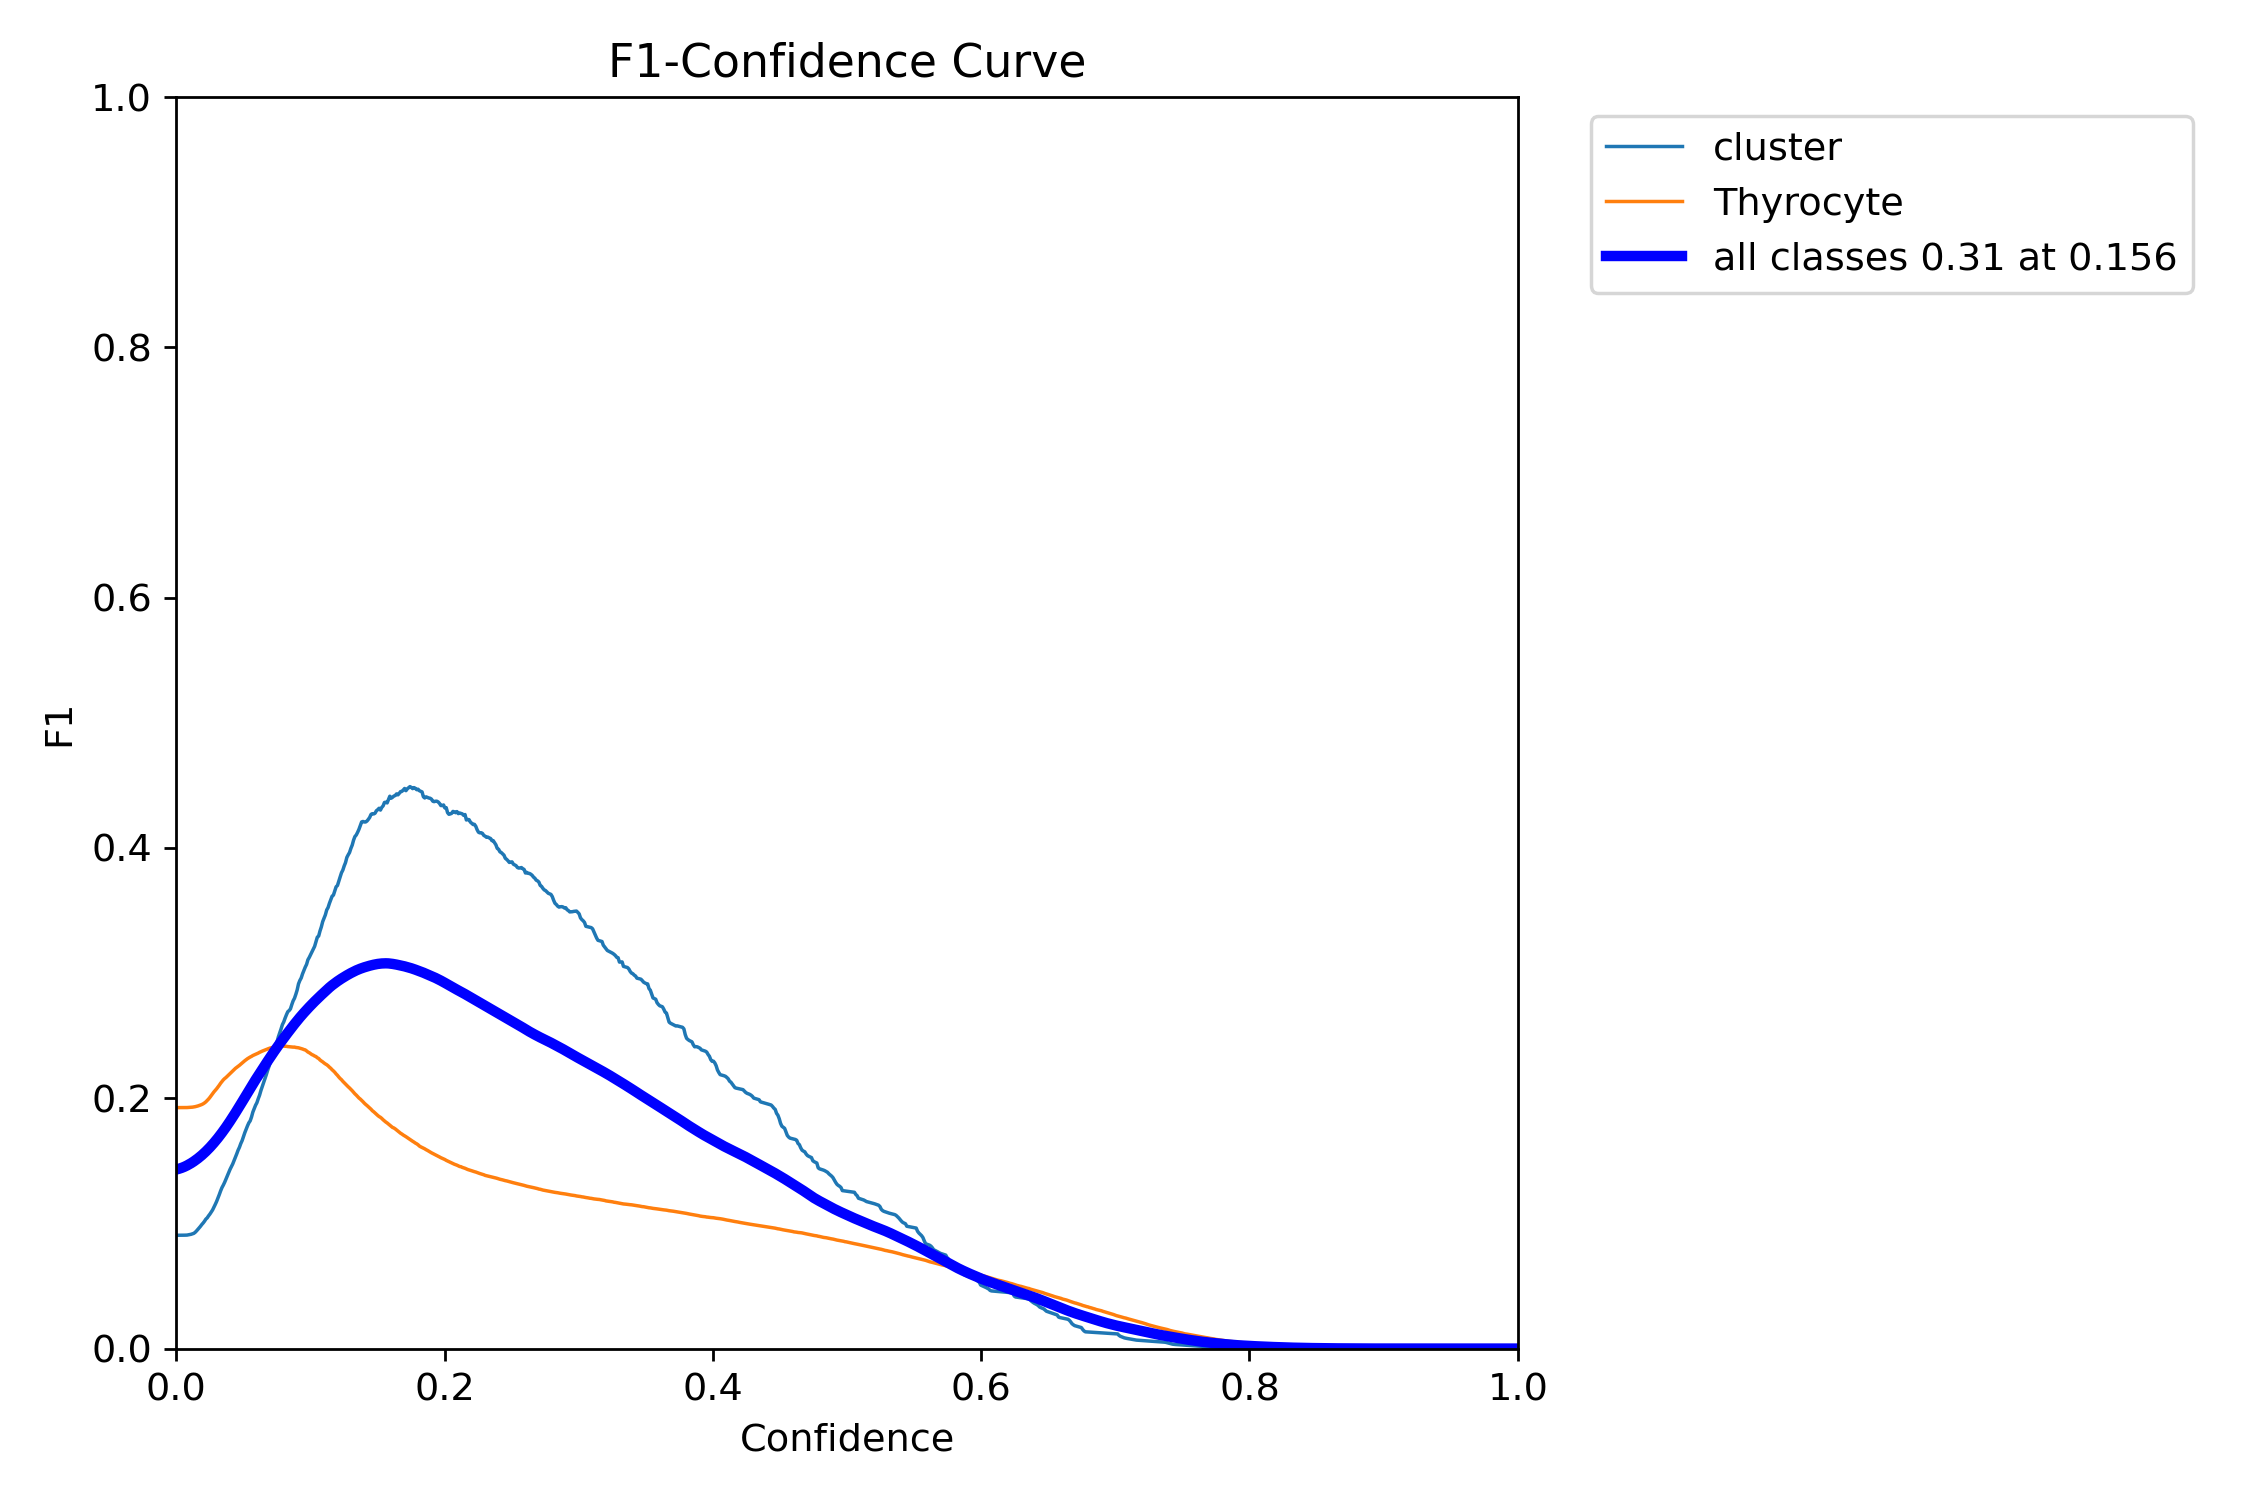 F1-Confidence Curve
1.0
0.8
0.6
0.4
0.2
0.0
F1
0.0 0.2 0.4 0.6 0.8 1.0
Confidence
cluster
Thyrocyte
all classes 0.31 at 0.156